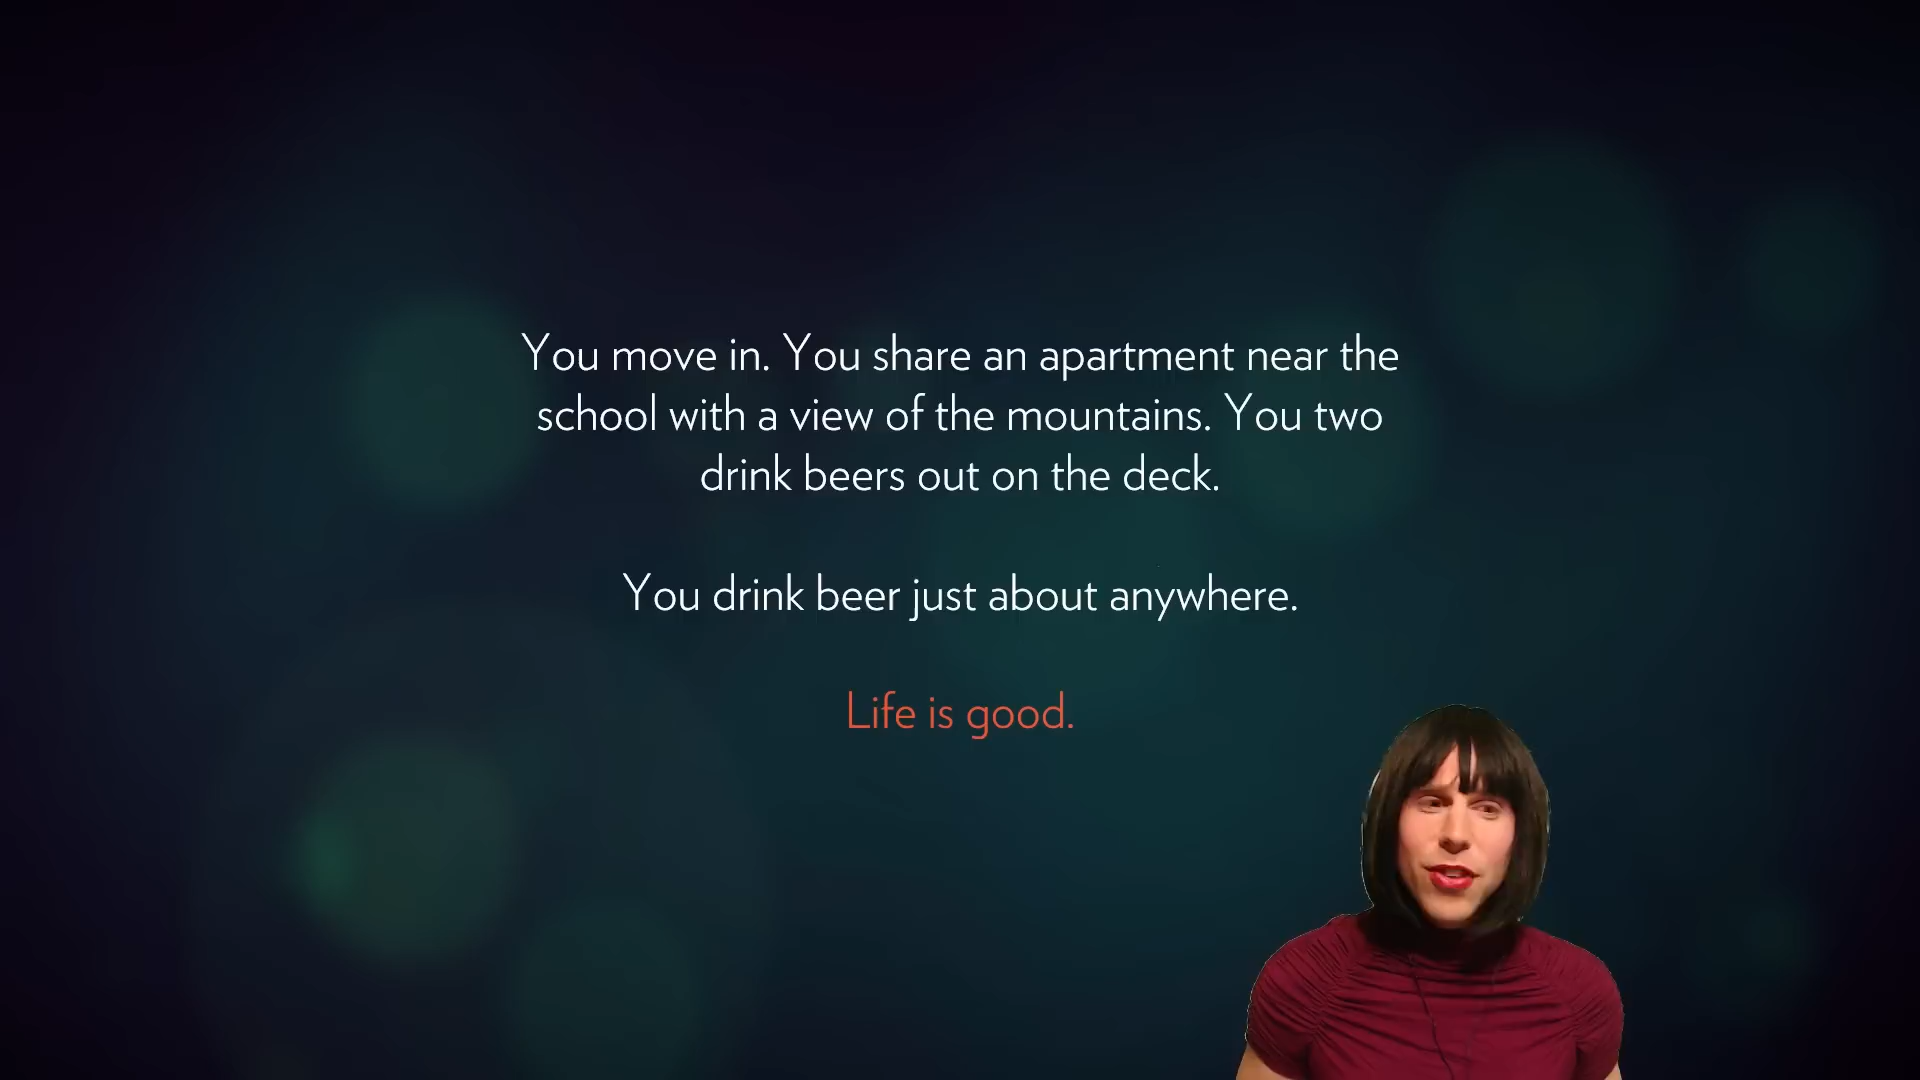 You move in. You share an apartment near the
school with a view of the mountains. You two
drink beers out on the deck.
You drink beer just about anywhere.
Life is good.